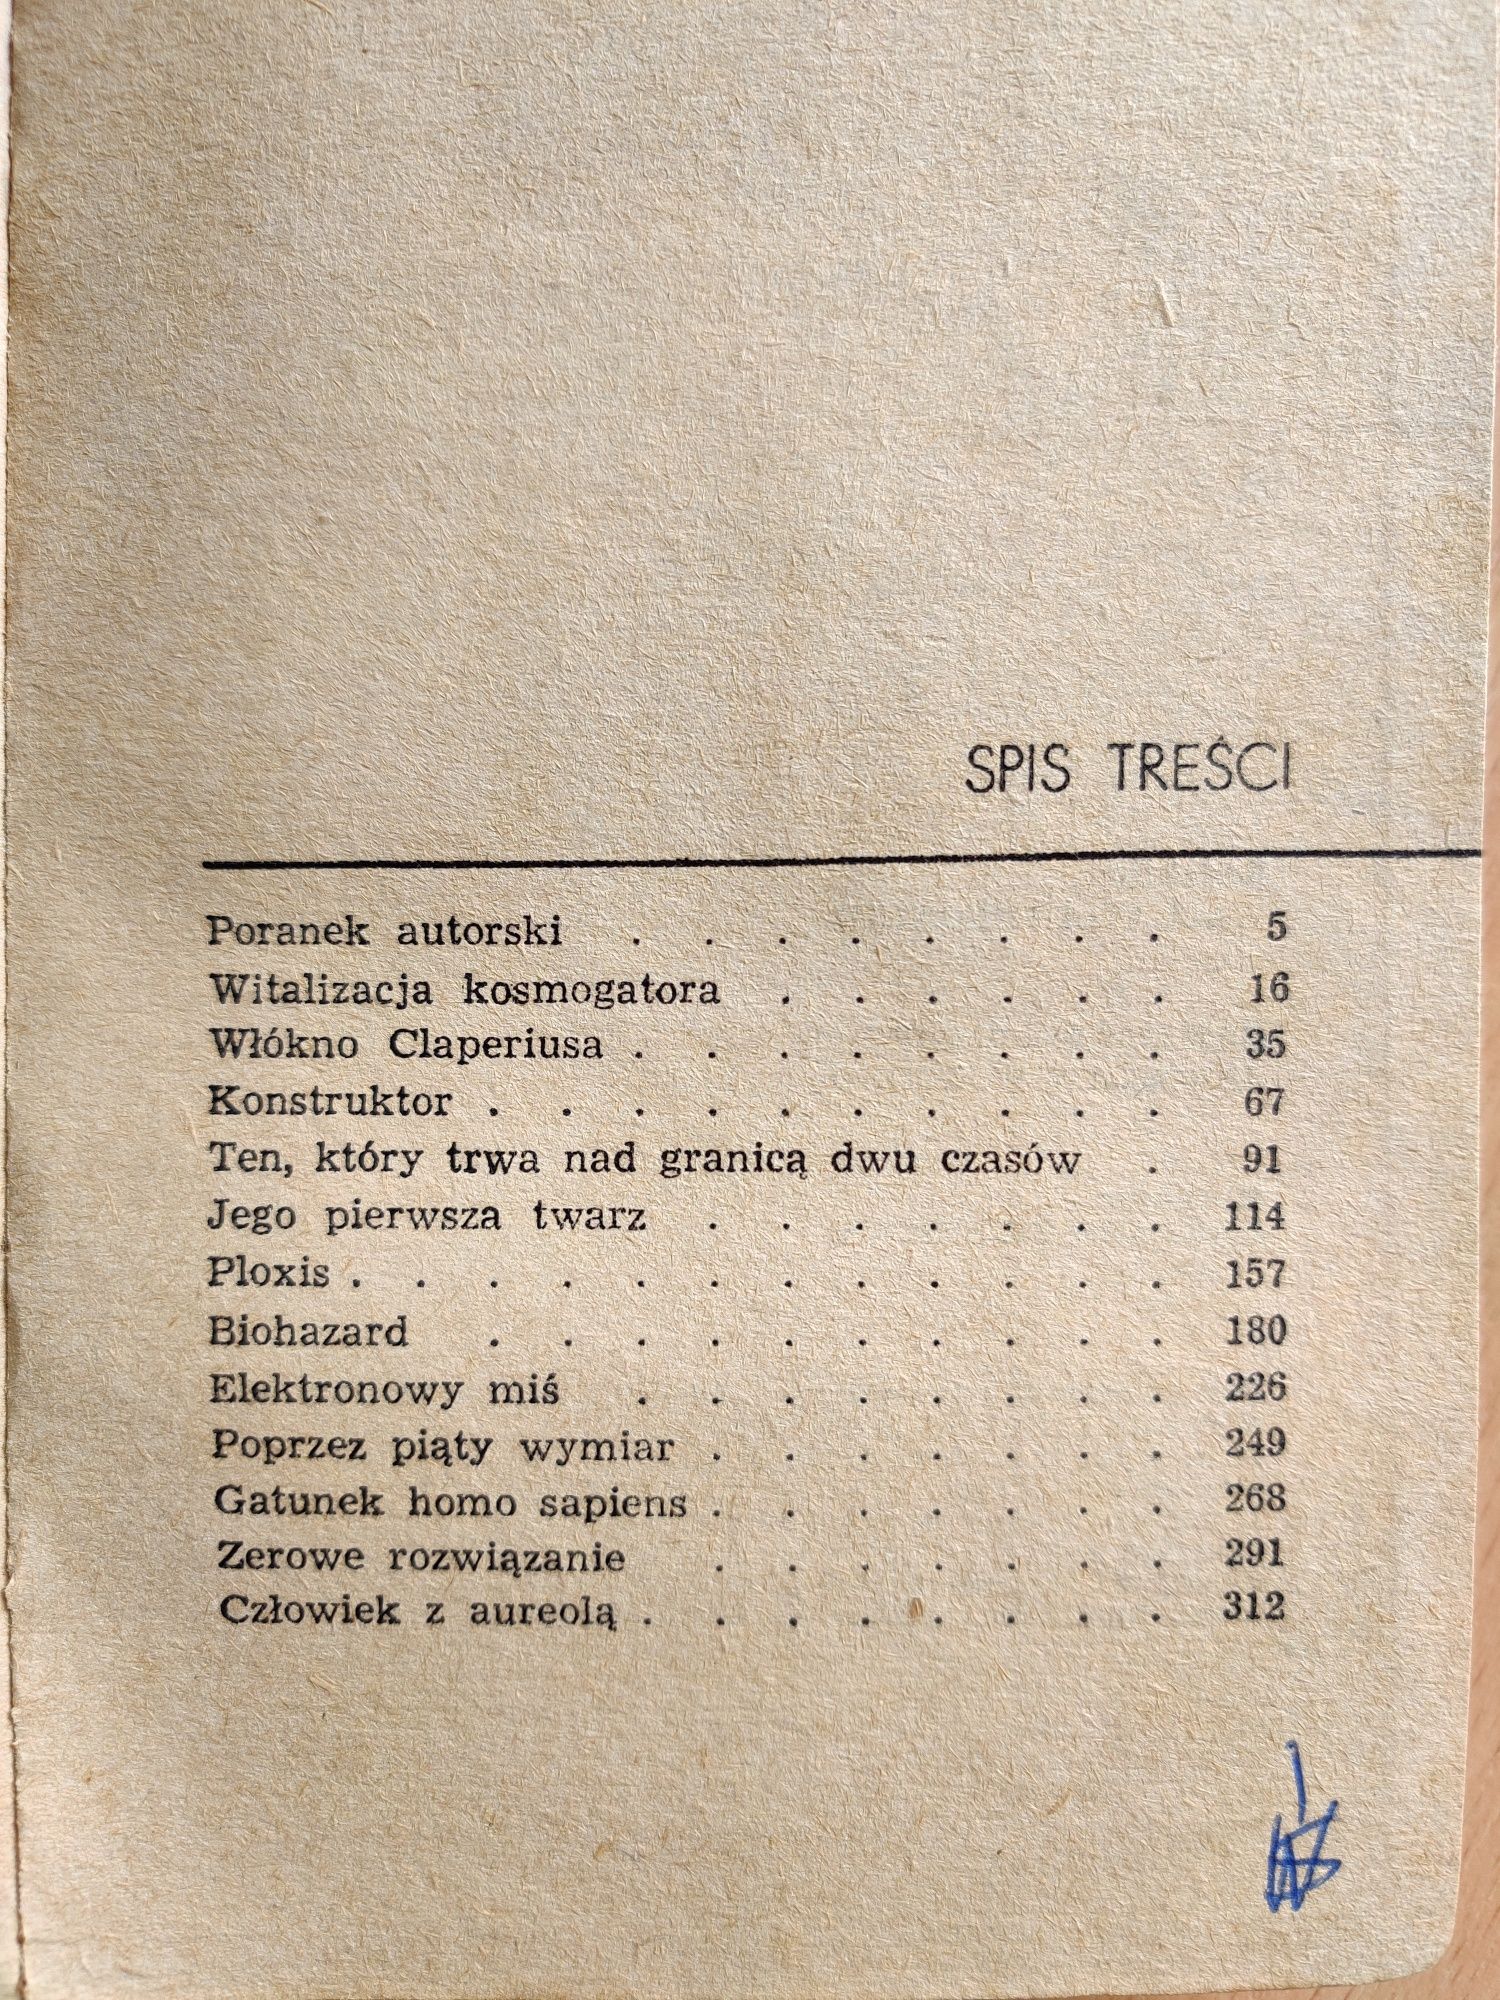 SPIS TREŚCI
Poranek autorski . . . . . . . . 5
Witalizacja kosmogatora . . . . . . 16
Włókno Claperiusa . . . . . . . . 35
Konstruktor . . . . . . . . . . 67
Ten, który trwa nad granicą dwu czasów . 91
Jego pierwsza twarz . . . . . . . 114
Ploxis . . . . . . . . . . . . 157
Biohazard . . . . . . . . . . 180
Elektronowy miś . . . . . . . . 226
Poprzez piąty wymiar . . . . . . . 249
Gatunek homo sapiens . . . . . . . 268
Zerowe rozwiązanie . . . . . . . 291
Człowiek z aureolą . . . . . . . . 312